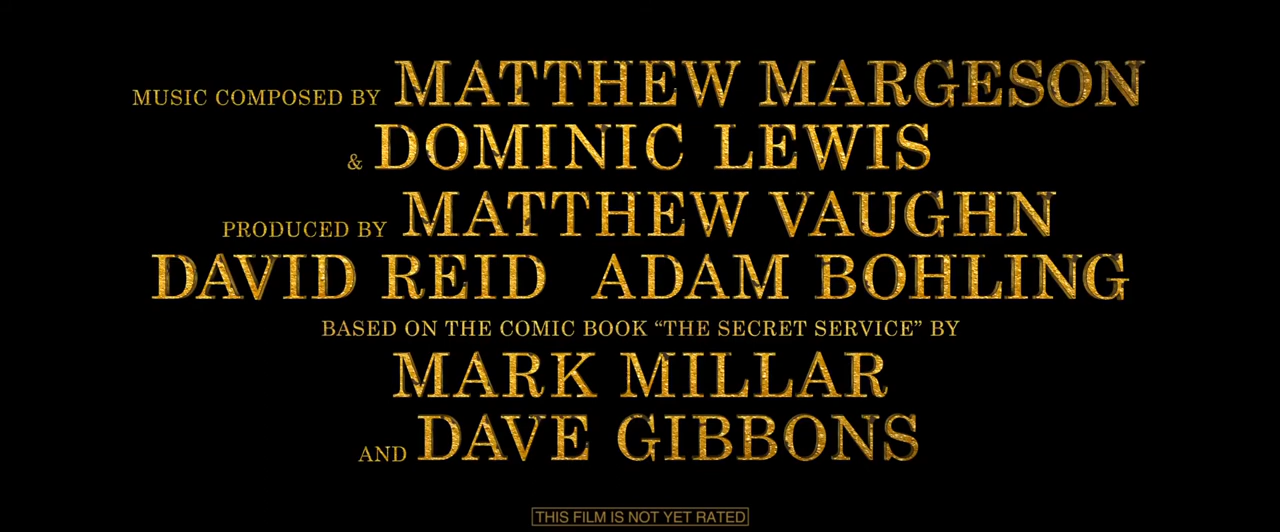 MUSIC COMPOSED BY MATTHEW MARGESON
& DOMINIC LEWIS
PRODUCED BY MATTHEW VAUGHN
DAVID REID ADAM BOHLING
BASED ON THE COMIC BOOK “THE SECRET SERVICE” BY
MARK MILLAR
AND DAVE GIBBONS
THIS FILM IS NOT YET RATED